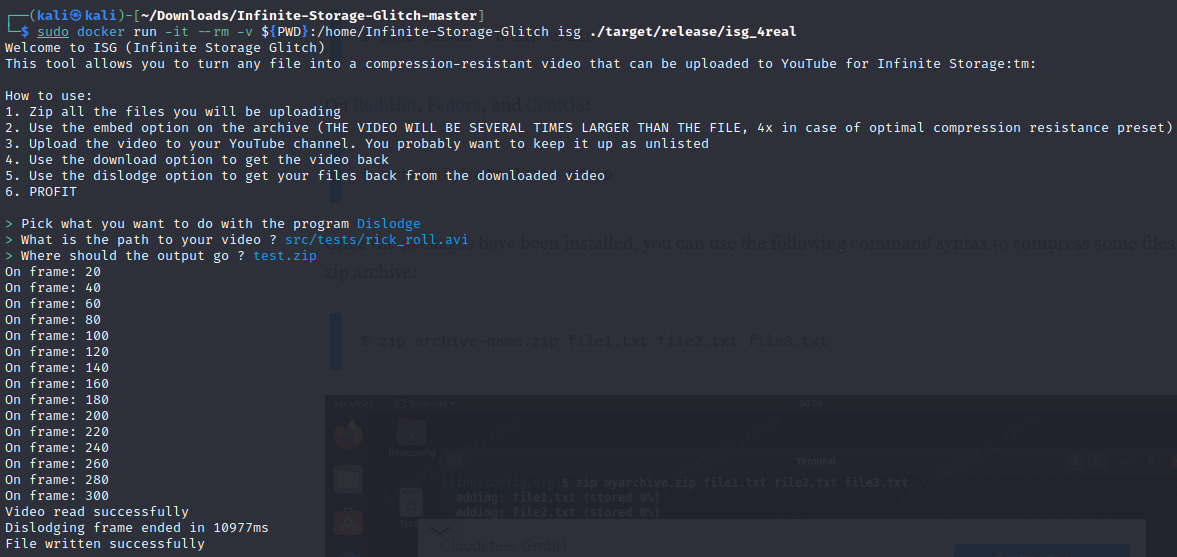 (kali㉿kali)-[~/Downloads/Infinite-Storage-Glitch-master]
$ sudo docker run -it --rm -v ${PWD}:/home/Infinite-Storage-Glitch isg ./target/release/isg_4real
Welcome to ISG (Infinite Storage Glitch)
This tool allows you to turn any file into a compression-resistant video that can be uploaded to YouTube for Infinite Storage:tm:
How to use:
On Red Hat, Fedora, and CentOS:
1. Zip all the files you will be uploading
2. Use the embed option on the archive (THE VIDEO WILL BE SEVERAL TIMES LARGER THAN THE FILE, 4x in case of optimal compression resistance preset)
3. Upload the video to your YouTube channel. You probably want to keep it up as unlisted
4. Use the download option to get the video back
5. Use the dislodge option to get your files back from the downloaded video
6. PROFIT
> Pick what you want to do with the program Dislodge
> What is the path to your video ? src/tests/rick_roll.avi
have been installed, you can use the following command syntax to compress some files
> Where should the output go ? test.zip
zip archive:
On frame: 20
On frame: 40
On frame: 60
On frame: 80
On frame: 100
$ zip archive-name.zip file1.txt file2.txt file3.txt
On frame: 120
On frame: 140
On frame: 160
On frame: 180
Activities Terminal
On frame: 200
On frame: 220
On frame: 240
Terminal
On frame: 260
$ zip myarchive.zip file1.txt file2.txt file3.txt
On frame: 280
adding: file1.txt (stored 0%)
On frame: 300
adding: file2.txt (stored 0%)
Video read successfully
Dislodging frame ended in 10977ms
File written successfully
Cloudeteer GmbH